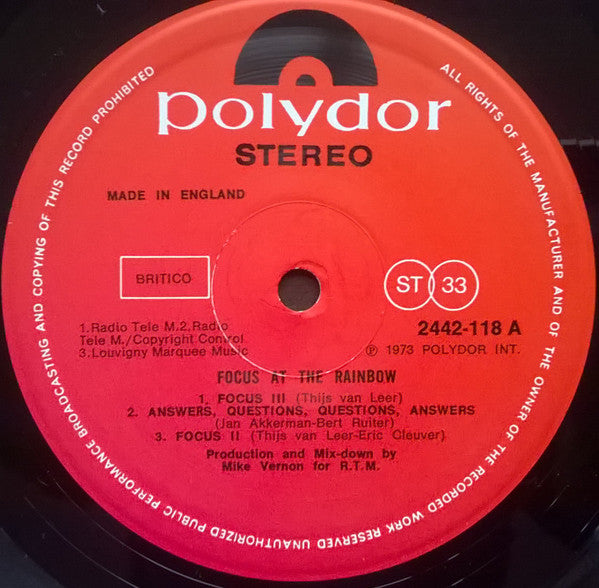 polydor
STEREO
MADE IN ENGLAND
BRITICO
ST 33
1.Radio Tele M.2.Radio
Tele M./Copyright Control
3.Louvigny Marquee Music
2442-118 A
℗ 1973 POLYDOR INT.
FOCUS AT THE RAINBOW
1. FOCUS III (Thijs van Leer)
2. ANSWERS, QUESTIONS, QUESTIONS, ANSWERS
(Jan Akkerman-Bert Ruiter)
3. FOCUS II (Thijs van Leer-Eric Cleuver)
Production and Mix-down by
Mike Vernon for R.T.M.
ALL RIGHTS OF THE MANUFACTURER AND OF THE OWNER OF THE RECORDED WORK RESERVED UNAUTHORIZED PUBLIC PERFORMANCE BROADCASTING AND COPYING OF THIS RECORD PROHIBITED